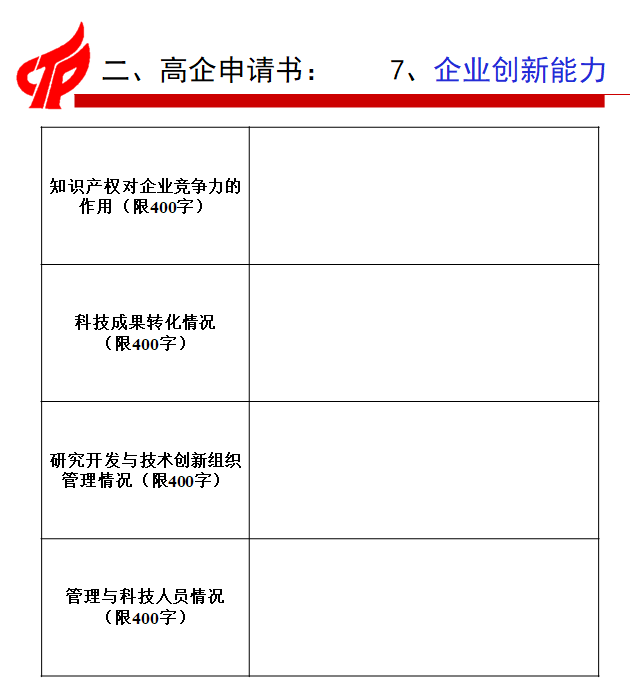 二、高企申请书： 7、企业创新能力
知识产权对企业竞争力的
作用（限400字）
科技成果转化情况
（限400字）
研究开发与技术创新组织
管理情况（限400字）
管理与科技人员情况
（限400字）